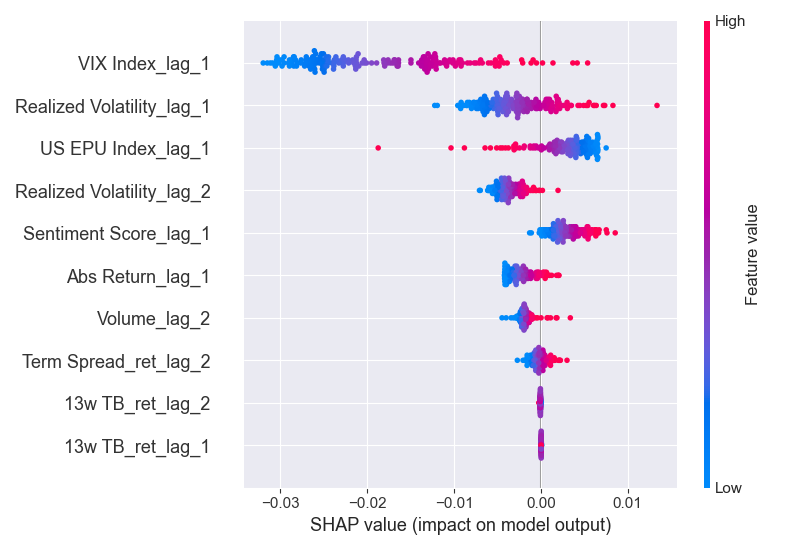 High
VIX Index_lag_1
Realized Volatility_lag_1
US EPU Index_lag_1
Realized Volatility_lag_2
Sentiment Score_lag_1
Abs Return_lag_1
Volume_lag_2
Term Spread_ret_lag_2
13w TB_ret_lag_2
13w TB_ret_lag_1
Feature value
Low
−0.03 −0.02 −0.01 0.00 0.01
SHAP value (impact on model output)